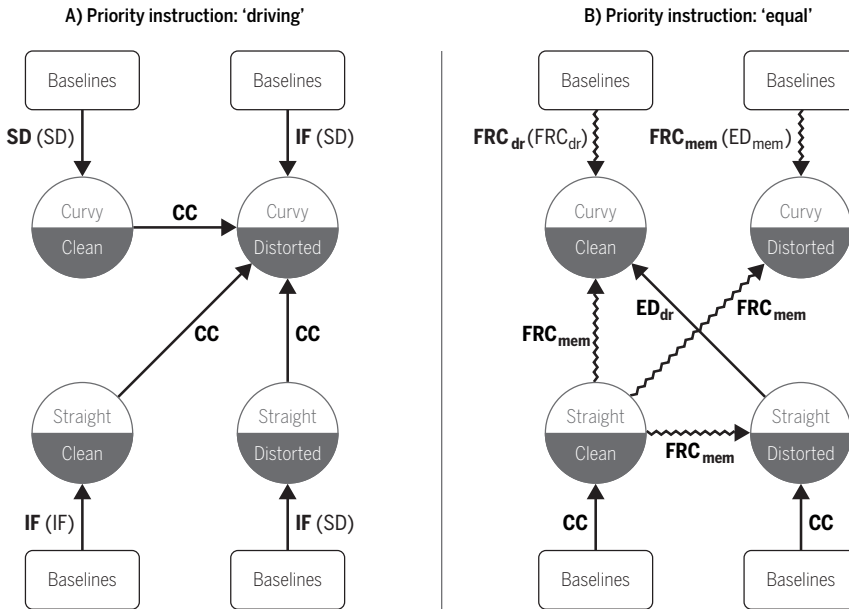 A) Priority instruction: ‘driving’
Baselines
Baselines
SD (SD)
IF (SD)
Curvy
Clean
CC
Curvy
Distorted
CC
CC
Straight
Clean
Straight
Distorted
IF (IF)
IF (SD)
Baselines
Baselines
B) Priority instruction: ‘equal’
Baselines
Baselines
FRCdr (FRCdr)
FRCmem (EDmem)
Curvy
Clean
Curvy
Distorted
EDdr
FRCmem
FRCmem
Straight
Clean
Straight
Distorted
FRCmem
CC
CC
Baselines
Baselines